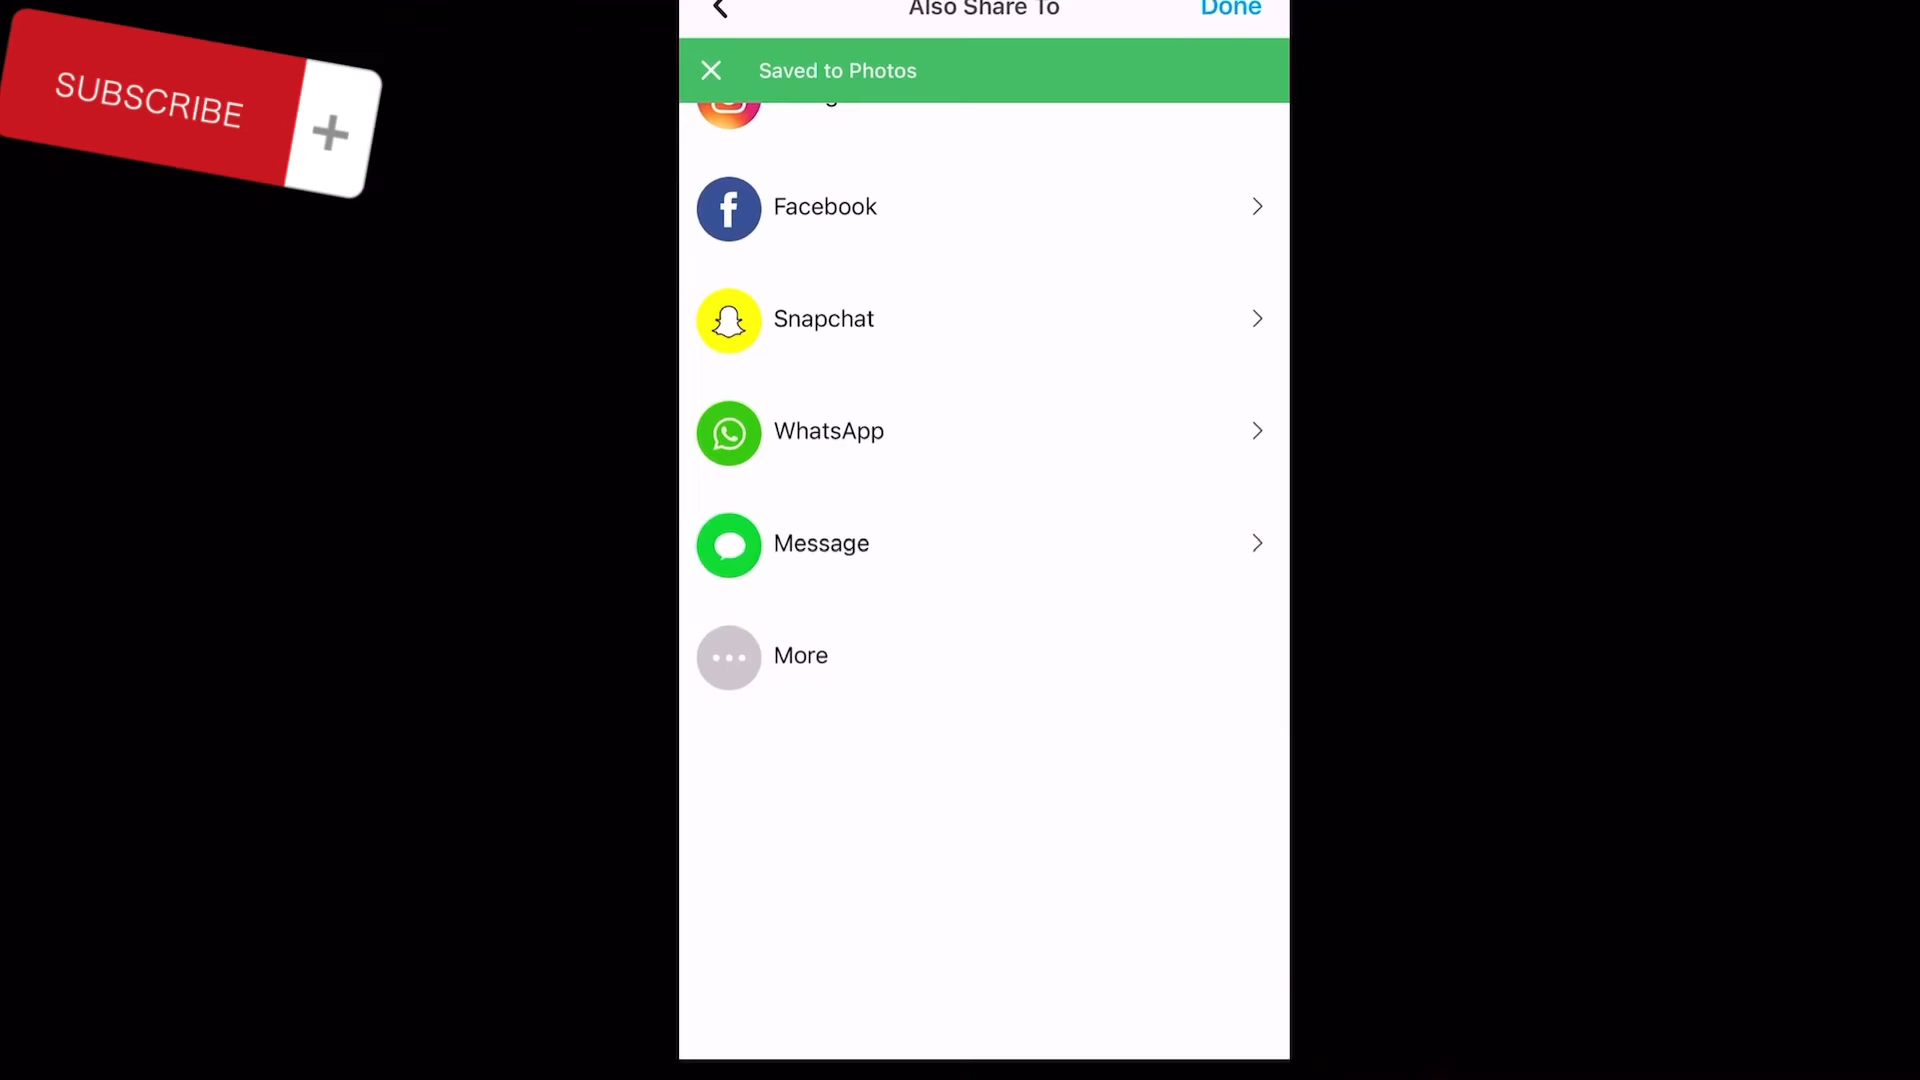 Also Share To
Done
SUBSCRIBE
Saved to Photos
Facebook
Snapchat
WhatsApp
Message
More